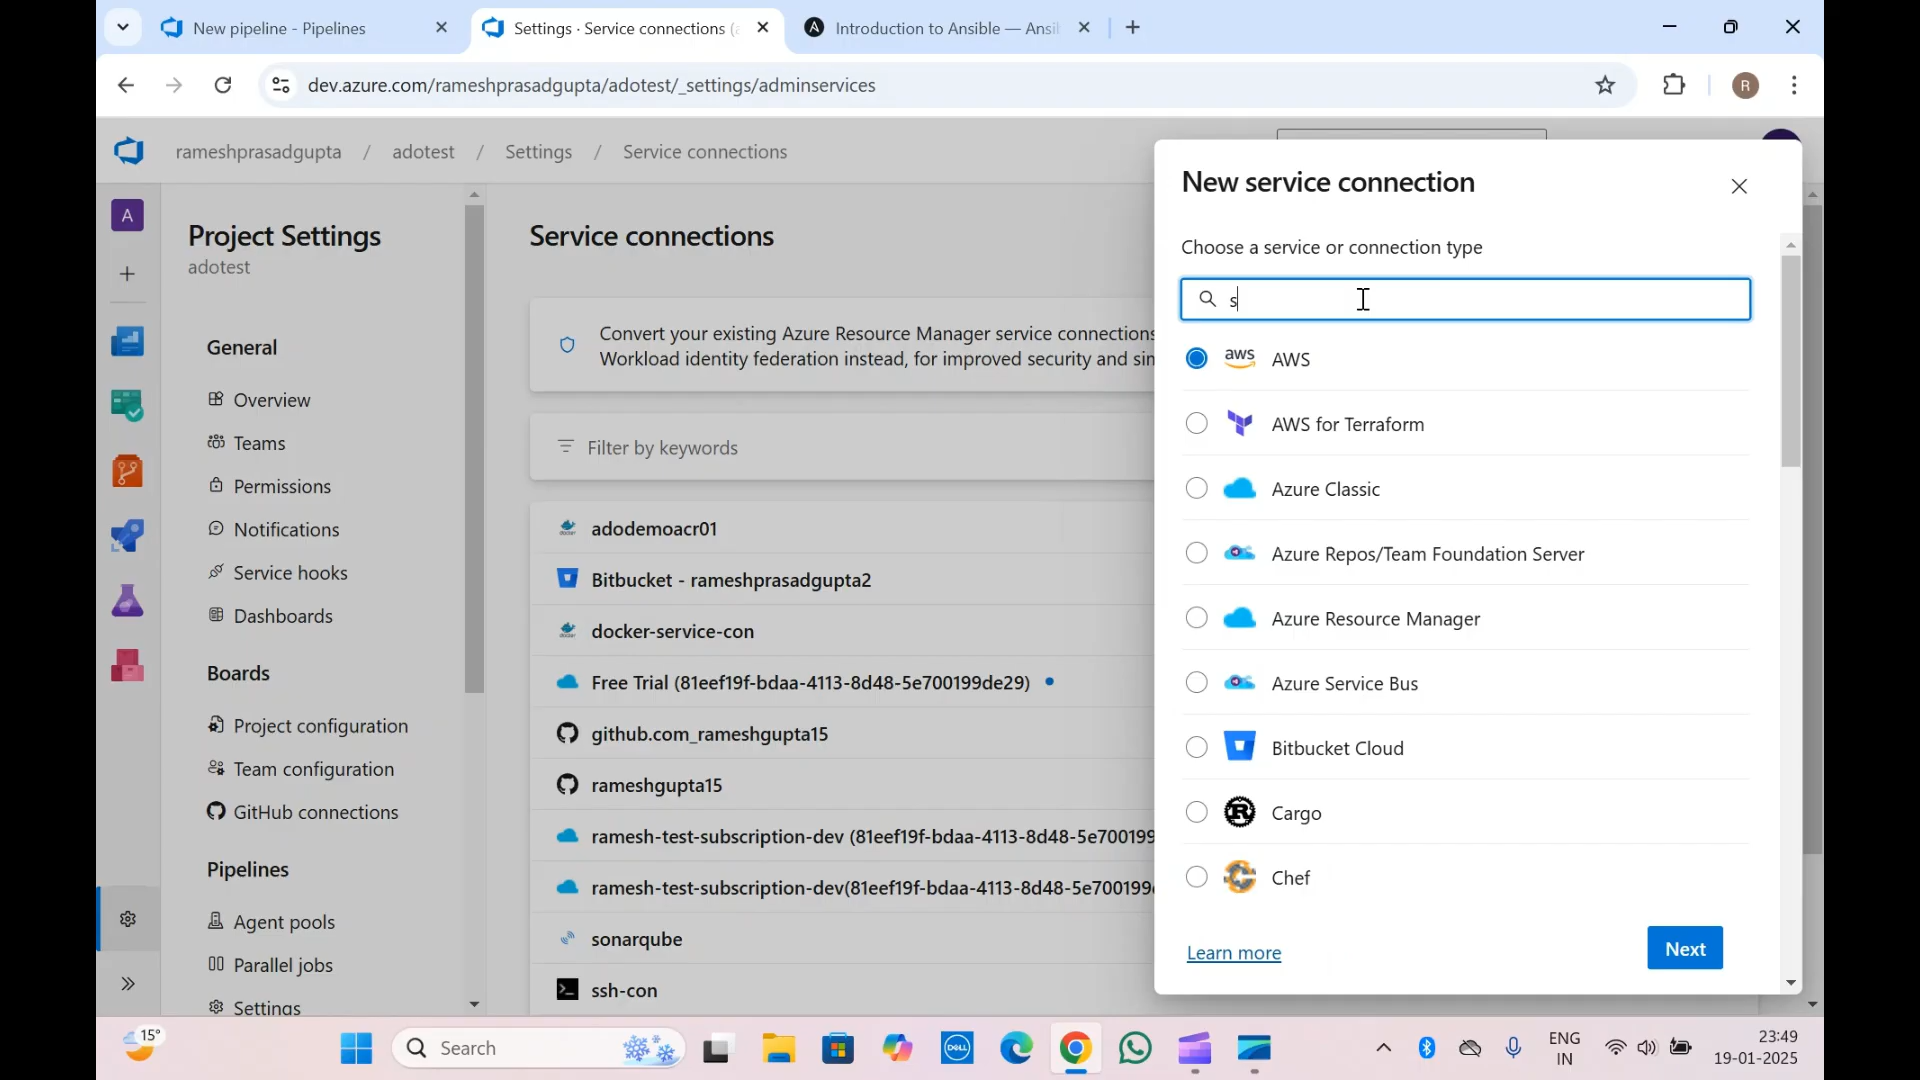 New pipeline - Pipelines
Settings · Service connections (a
Introduction to Ansible — Ansi
dev.azure.com/rameshprasadgupta/adotest/_settings/adminservices
R
rameshprasadgupta / adotest / Settings / Service connections
A
Project Settings
adotest
General
Overview
Teams
Permissions
Notifications
Service hooks
Dashboards
Boards
Project configuration
Team configuration
GitHub connections
Pipelines
Agent pools
Parallel jobs
Settings
Service connections
Convert your existing Azure Resource Manager service connections
Workload identity federation instead, for improved security and sim
Filter by keywords
adodemoacr01
Bitbucket - rameshprasadgupta2
docker-service-con
Free Trial (81eef19f-bdaa-4113-8d48-5e700199de29)
github.com_rameshgupta15
rameshgupta15
ramesh-test-subscription-dev (81eef19f-bdaa-4113-8d48-5e700199
ramesh-test-subscription-dev(81eef19f-bdaa-4113-8d48-5e700199
sonarqube
ssh-con
New service connection
Choose a service or connection type
s
aws AWS
AWS for Terraform
Azure Classic
Azure Repos/Team Foundation Server
Azure Resource Manager
Azure Service Bus
Bitbucket Cloud
Cargo
Chef
Learn more
Next
15°
Search
DELL
ENG
IN
23:49
19-01-2025